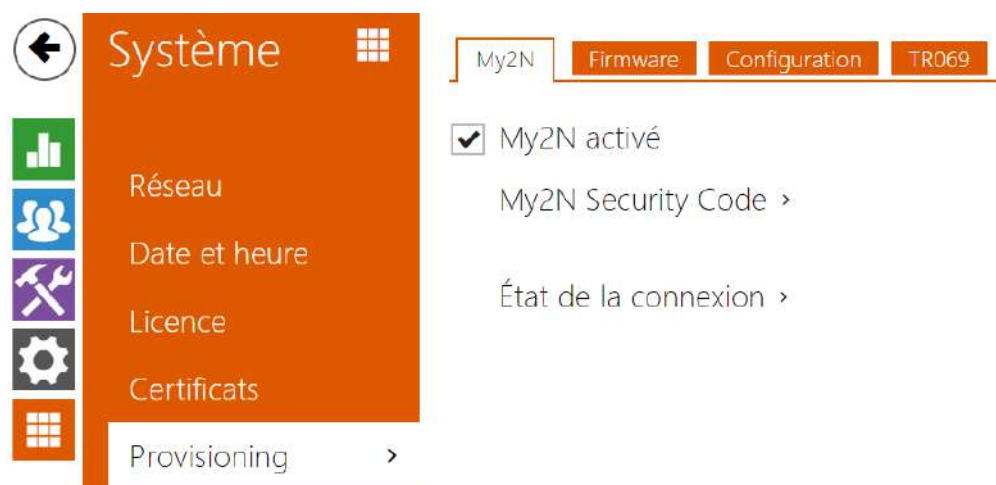 Système
Réseau
Date et heure
Licence
Certificats
Provisioning >
My2N Firmware Configuration TR069
My2N activé
My2N Security Code >
État de la connexion >